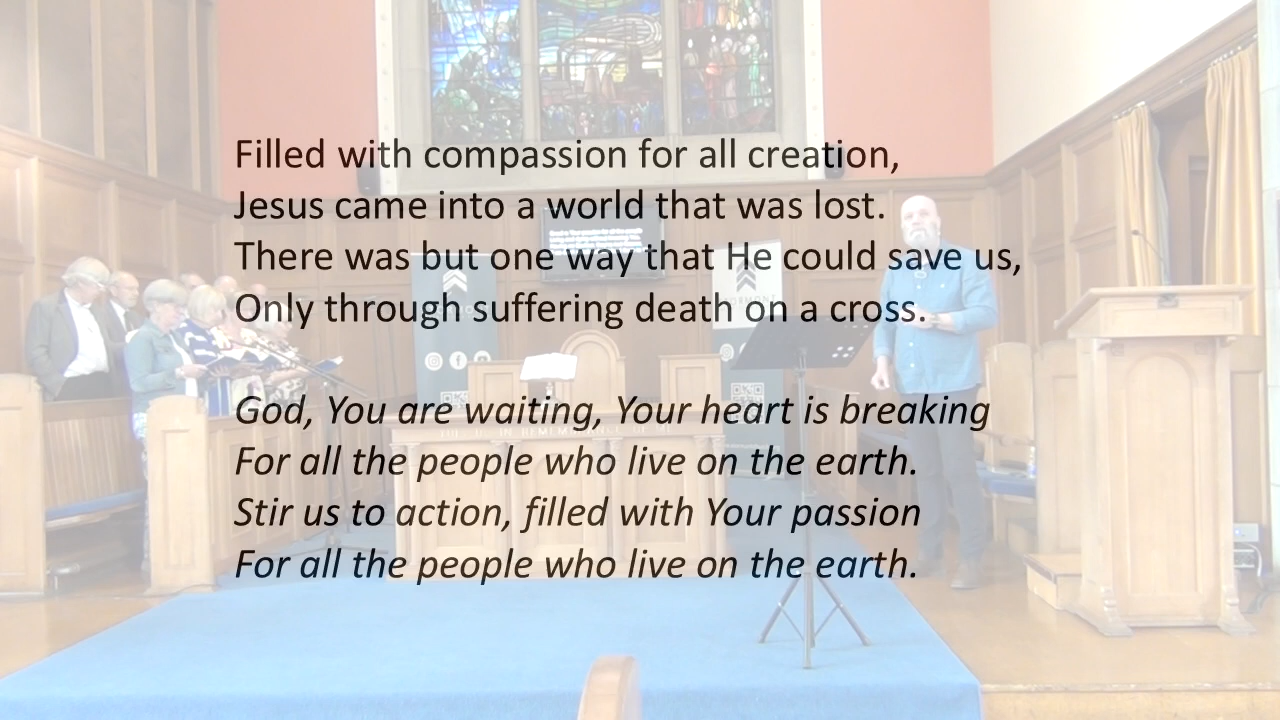 Filled with compassion for all creation,
Jesus came into a world that was lost.
There was but one way that He could save us,
Only through suffering death on a cross.
God, You are waiting, Your heart is breaking
For all the people who live on the earth.
Stir us to action, filled with Your passion
For all the people who live on the earth.